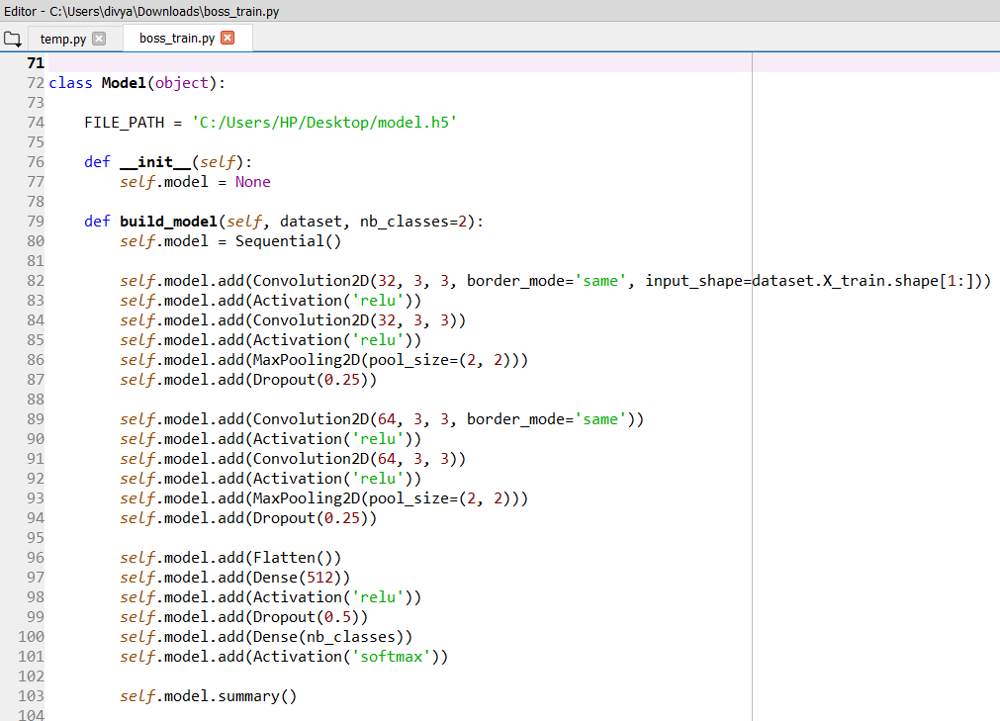 Editor - C:\Users\divya\Downloads\boss_train.py
temp.py boss_train.py
71
72 class Model(object):
73
74     FILE_PATH = 'C:/Users/HP/Desktop/model.h5'
75
76     def __init__(self):
77         self.model = None
78
79     def build_model(self, dataset, nb_classes=2):
80         self.model = Sequential()
81
82         self.model.add(Convolution2D(32, 3, 3, border_mode='same', input_shape=dataset.X_train.shape[1:]))
83         self.model.add(Activation('relu'))
84         self.model.add(Convolution2D(32, 3, 3))
85         self.model.add(Activation('relu'))
86         self.model.add(MaxPooling2D(pool_size=(2, 2)))
87         self.model.add(Dropout(0.25))
88
89         self.model.add(Convolution2D(64, 3, 3, border_mode='same'))
90         self.model.add(Activation('relu'))
91         self.model.add(Convolution2D(64, 3, 3))
92         self.model.add(Activation('relu'))
93         self.model.add(MaxPooling2D(pool_size=(2, 2)))
94         self.model.add(Dropout(0.25))
95
96         self.model.add(Flatten())
97         self.model.add(Dense(512))
98         self.model.add(Activation('relu'))
99         self.model.add(Dropout(0.5))
100         self.model.add(Dense(nb_classes))
101         self.model.add(Activation('softmax'))
102
103         self.model.summary()
104